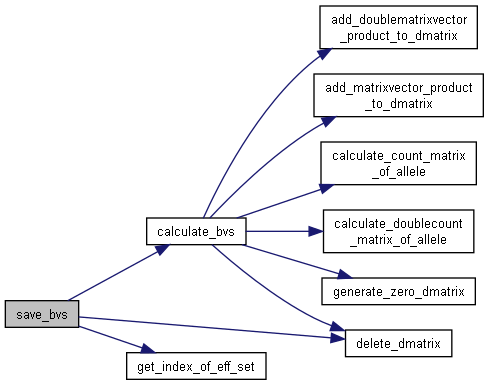 add_doublematrixvector
_product_to_dmatrix
add_matrixvector_product
_to_dmatrix
calculate_count_matrix
_of_allele
calculate_bvs
calculate_doublecount
_matrix_of_allele
generate_zero_dmatrix
save_bvs
delete_dmatrix
get_index_of_eff_set